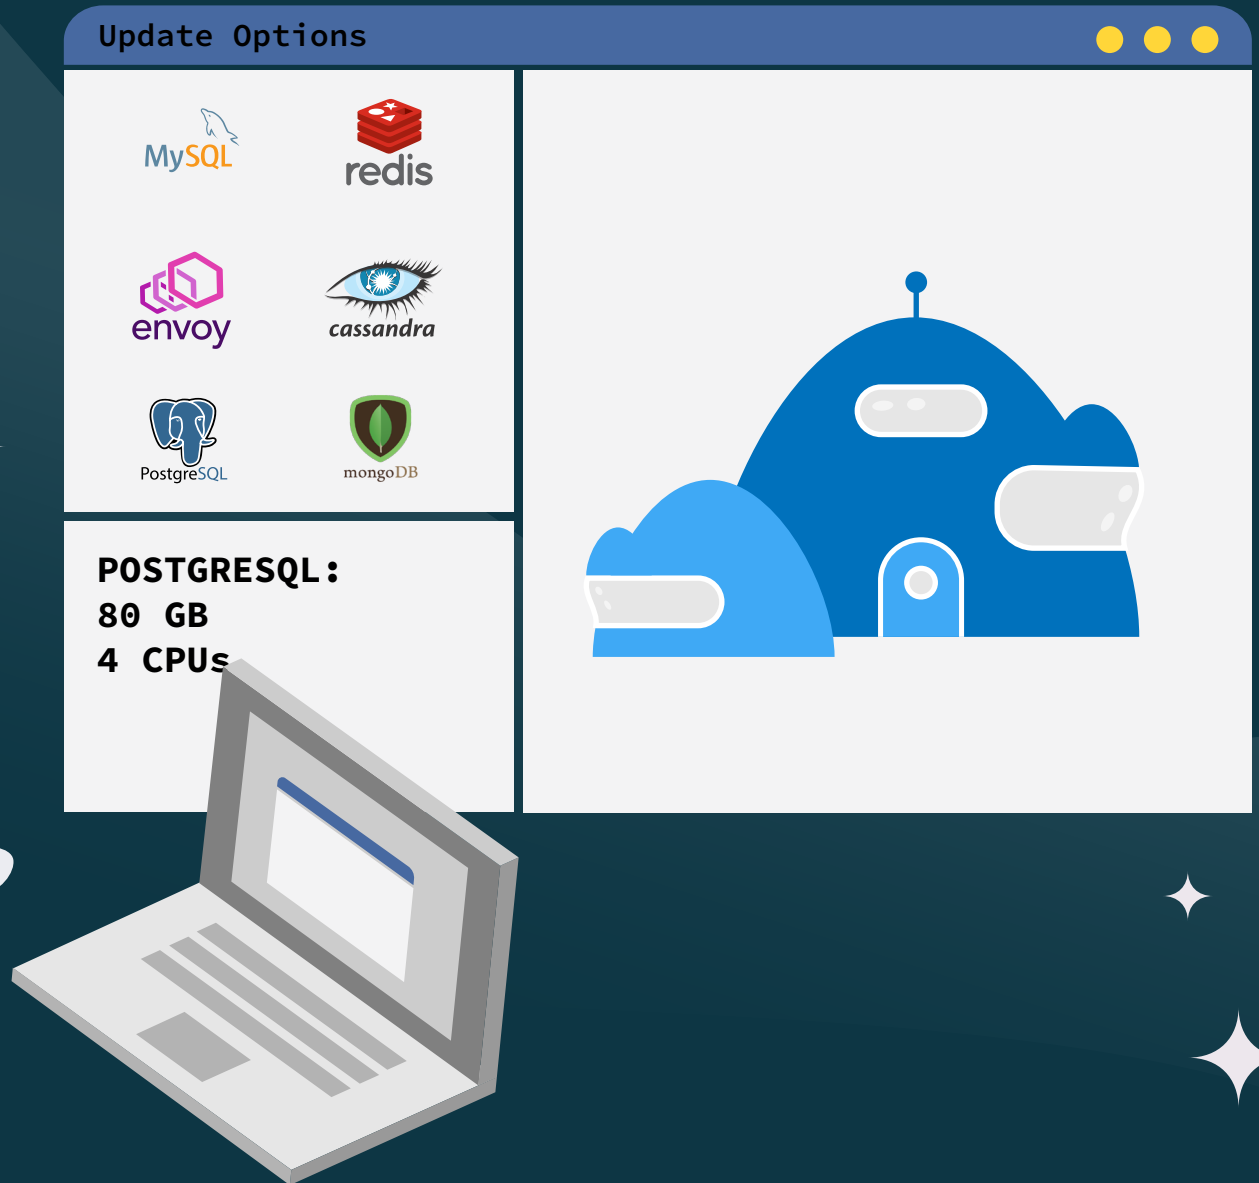 Update Options
MySQL
redis
envoy
cassandra
PostgreSQL
mongoDB
POSTGRESQL:
80 GB
4 CPUs